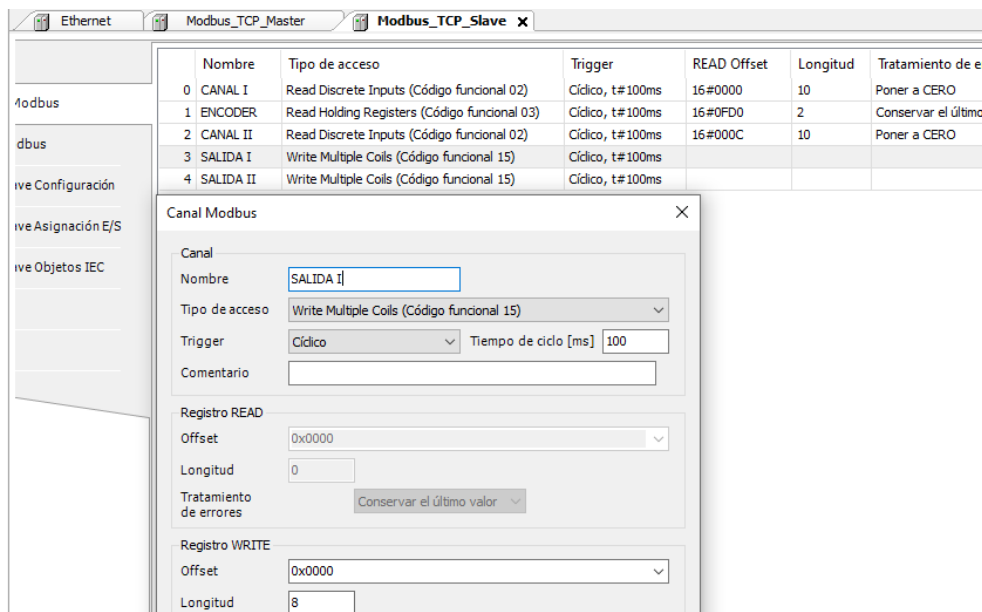 Ethernet Modbus_TCP_Master Modbus_TCP_Slave x
Nombre Tipo de acceso Trigger READ Offset Longitud Tratamiento de e
0 CANAL I Read Discrete Inputs (Código funcional 02) Cíclico, t#100ms 16#0000 10 Poner a CERO
Modbus
1 ENCODER Read Holding Registers (Código funcional 03) Cíclico, t#100ms 16#0FD0 2 Conservar el último
2 CANAL II Read Discrete Inputs (Código funcional 02) Cíclico, t#100ms 16#000C 10 Poner a CERO
dbus
3 SALIDA I Write Multiple Coils (Código funcional 15) Cíclico, t#100ms
4 SALIDA II Write Multiple Coils (Código funcional 15) Cíclico, t#100ms
ave Configuración
ave Asignación E/S
ave Objetos IEC
Canal Modbus
Canal
Nombre SALIDA I
Tipo de acceso Write Multiple Coils (Código funcional 15)
Trigger Cíclico Tiempo de ciclo [ms] 100
Comentario
Registro READ
Offset 0x0000
Longitud 0
Tratamiento
de errores Conservar el último valor
Registro WRITE
Offset 0x0000
Longitud 8